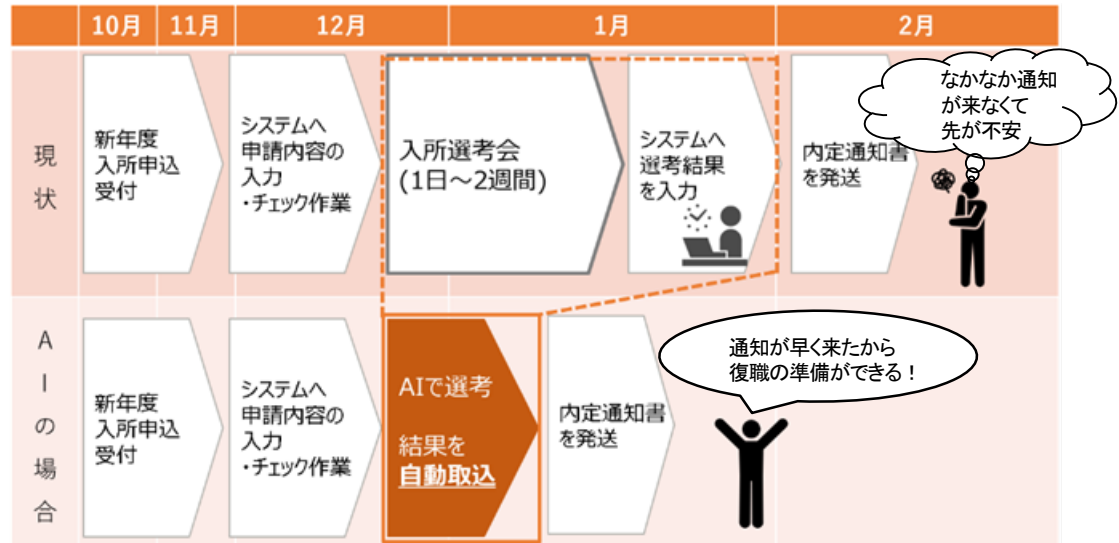 10月
11月
12月
1月
2月
現
状
新年度
入所申込
受付
システムへ
申請内容の
入力
・チェック作業
入所選考会
(1日～2週間)
システムへ
選考結果
を入力
内定通知書
を発送
なかなか通知
が来なくて
先が不安
A
I
の
場
合
新年度
入所申込
受付
システムへ
申請内容の
入力
・チェック作業
AIで選考
結果を
自動取込
内定通知書
を発送
通知が早く来たから
復職の準備ができる！